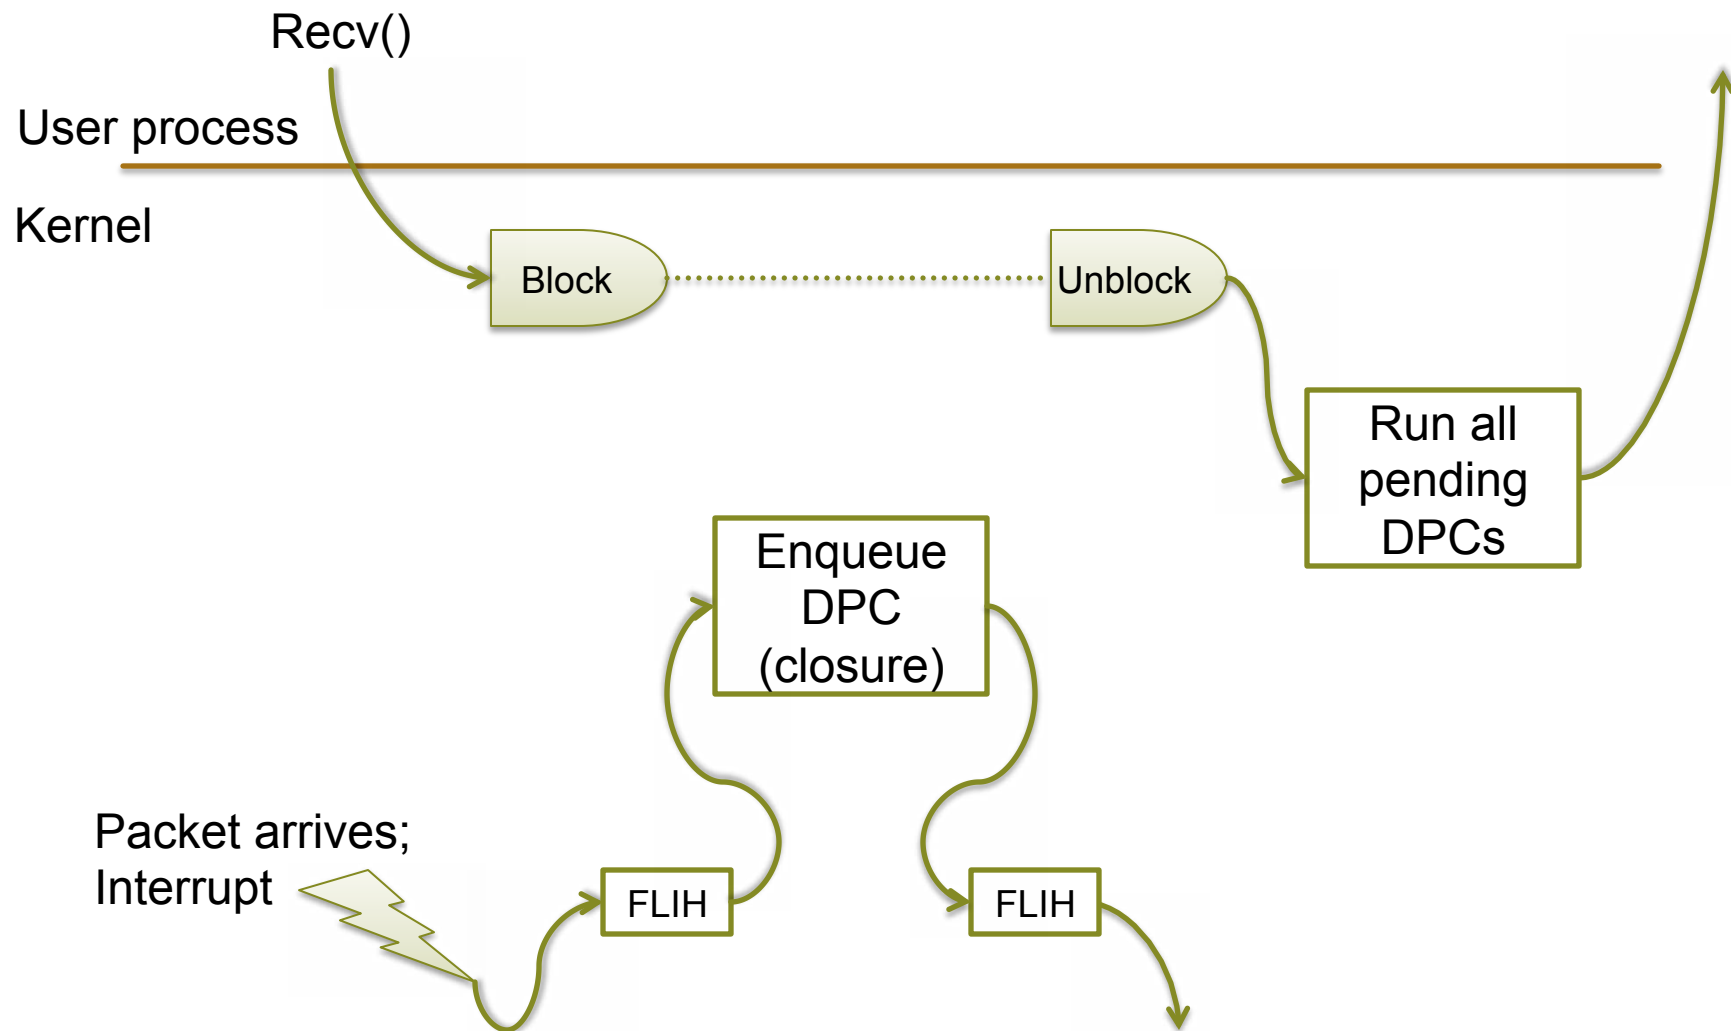 Recv()
User process
Kernel
Block
Unblock
Run all
pending
DPCs
Enqueue
DPC
(closure)
Packet arrives;
Interrupt
FLIH
FLIH